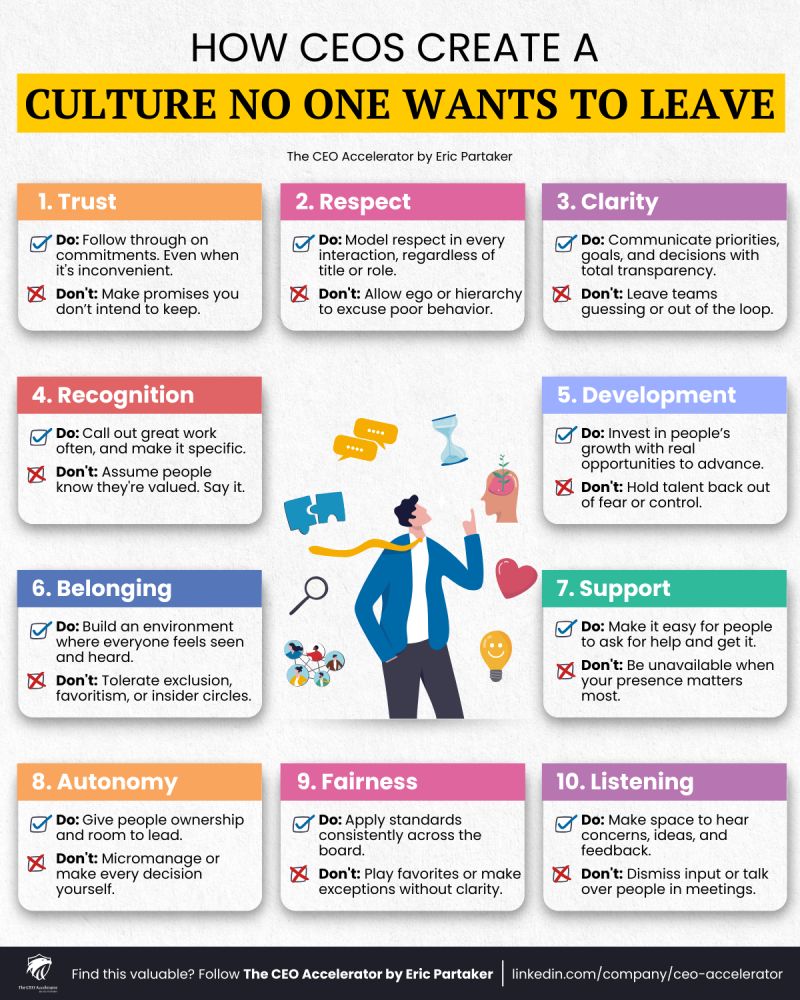 HOW CEOS CREATE A
CULTURE NO ONE WANTS TO LEAVE
The CEO Accelerator by Eric Partaker
1. Trust
Do: Follow through on
commitments. Even when
it's inconvenient.
Don't: Make promises you
don't intend to keep.
2. Respect
Do: Model respect in every
interaction, regardless of
title or role.
Don't: Allow ego or hierarchy
to excuse poor behavior.
3. Clarity
Do: Communicate priorities,
goals, and decisions with
total transparency.
Don't: Leave teams
guessing or out of the loop.
4. Recognition
Do: Call out great work
often, and make it specific.
Don't: Assume people
know they're valued. Say it.
5. Development
Do: Invest in people's
growth with real
opportunities to advance.
Don't: Hold talent back out
of fear or control.
6. Belonging
Do: Build an environment
where everyone feels seen
and heard.
Don't: Tolerate exclusion,
favoritism, or insider circles.
7. Support
Do: Make it easy for people
to ask for help and get it.
Don't: Be unavailable when
your presence matters
most.
8. Autonomy
Do: Give people ownership
and room to lead.
Don't: Micromanage or
make every decision
yourself.
9. Fairness
Do: Apply standards
consistently across the
board.
Don't: Play favorites or make
exceptions without clarity.
10. Listening
Do: Make space to hear
concerns, ideas, and
feedback.
Don't: Dismiss input or talk
over people in meetings.
The CEO Accelerator
Find this valuable? Follow The CEO Accelerator by Eric Partaker
linkedin.com/company/ceo-accelerator